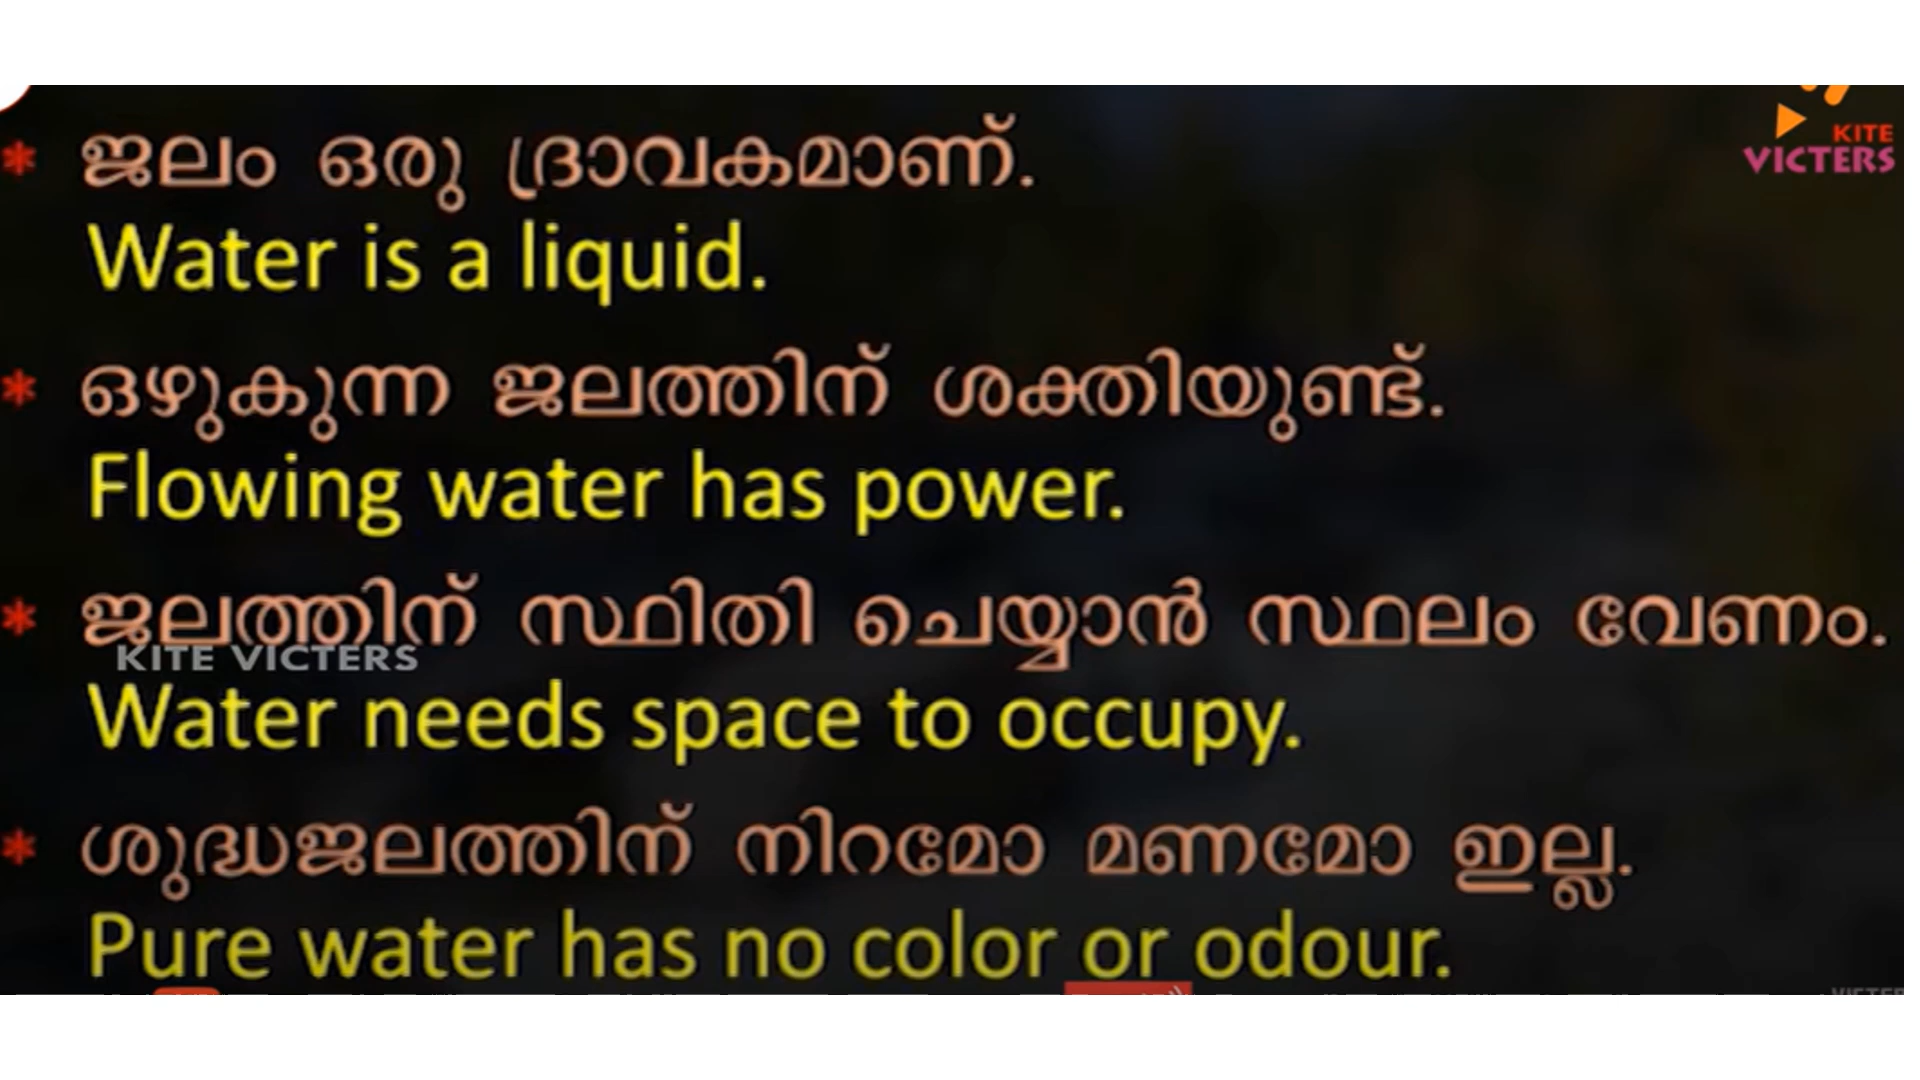 KITE
VICTERS
* ജലം ഒരു ദ്രാവകമാണ്.
Water is a liquid.
* ഒഴുകുന്ന ജലത്തിന് ശക്തിയുണ്ട്.
Flowing water has power.
* ജലത്തിന് സ്ഥിതി ചെയ്യാൻ സ്ഥലം വേണം.
KITE VICTERS
Water needs space to occupy.
* ശുദ്ധജലത്തിന് നിറമോ മണമോ ഇല്ല.
Pure water has no color or odour.